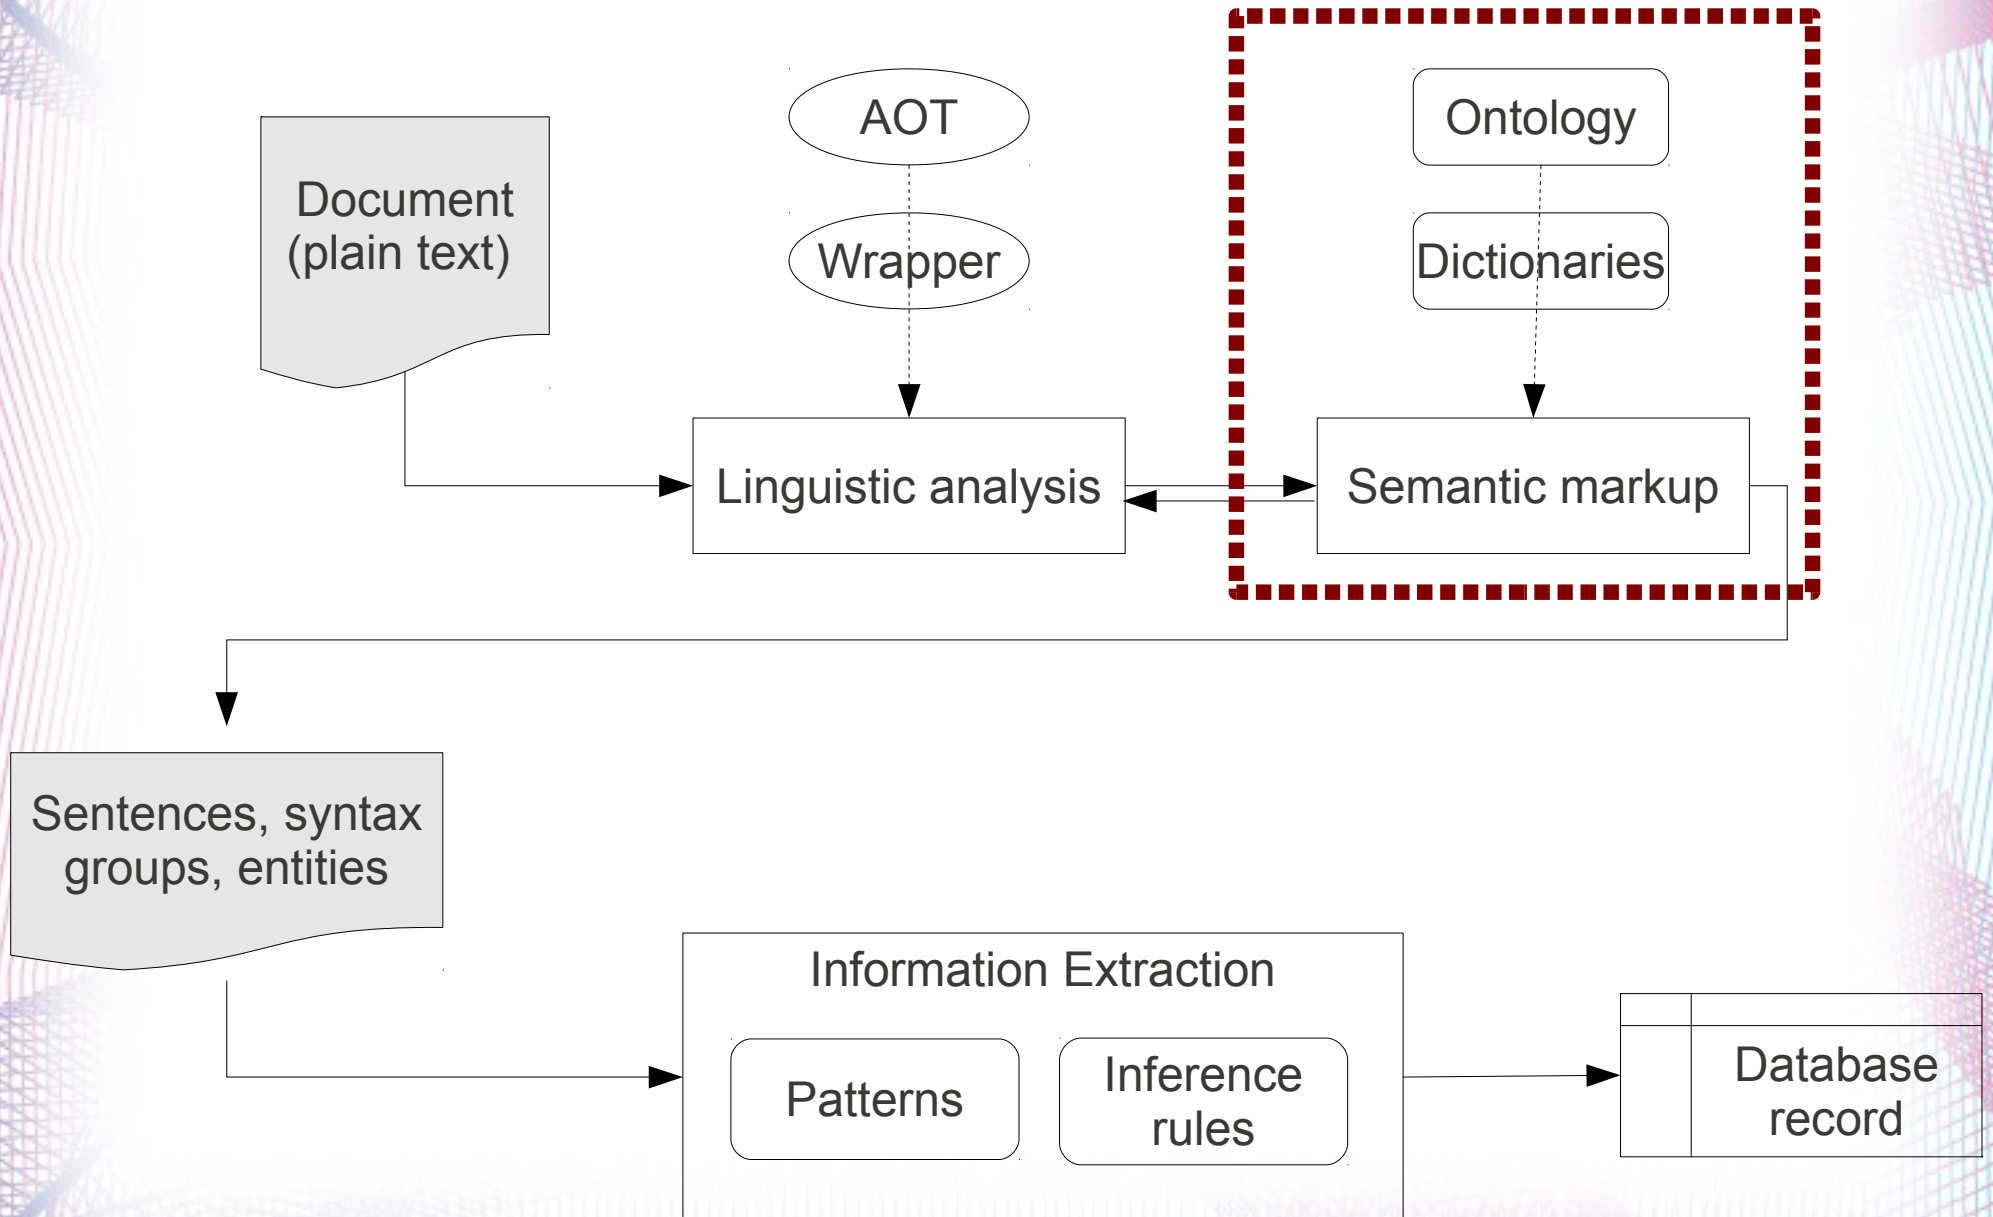 AOT
Ontology
Document
(plain text)
Wrapper
Dictionaries
Linguistic analysis
Semantic markup
Sentences, syntax
groups, entities
Information Extraction
Patterns
Inference
rules
Database
record